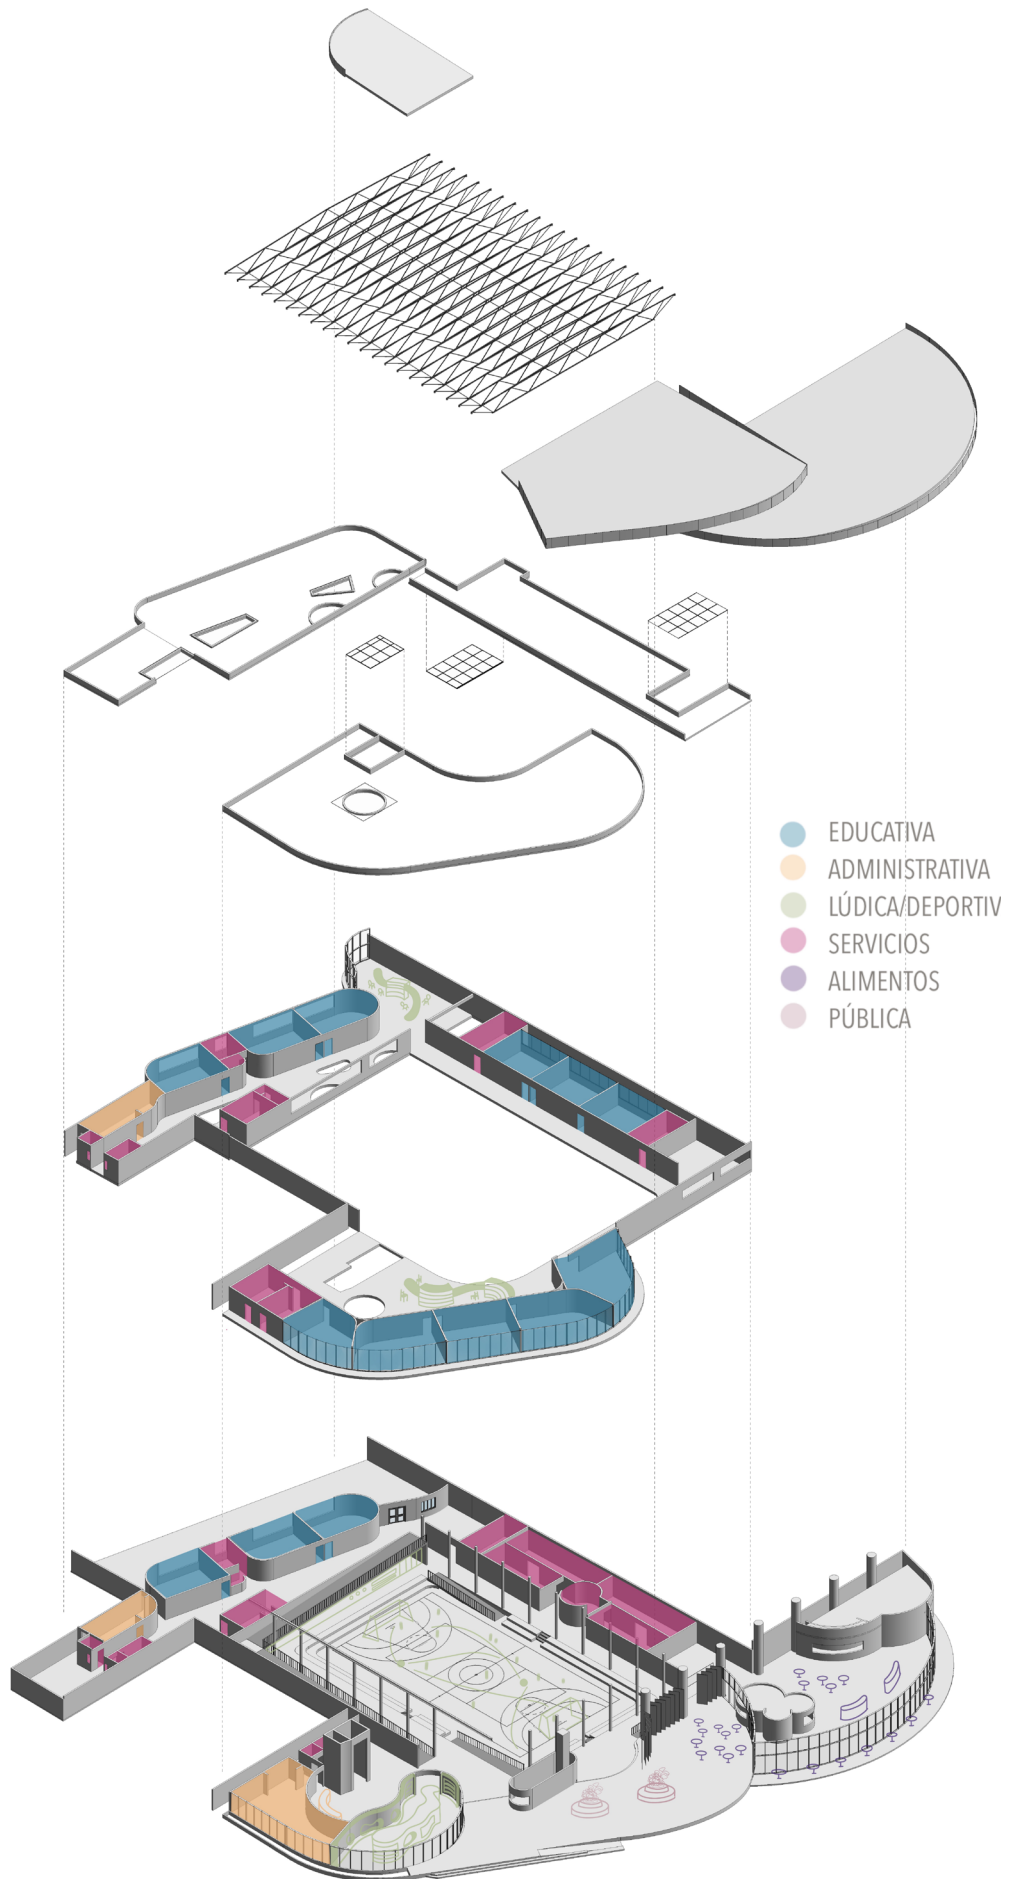 EDUCATIVA
ADMINISTRATIVA
LÚDICA/DEPORTIV
SERVICIOS
ALIMENTOS
PÚBLICA